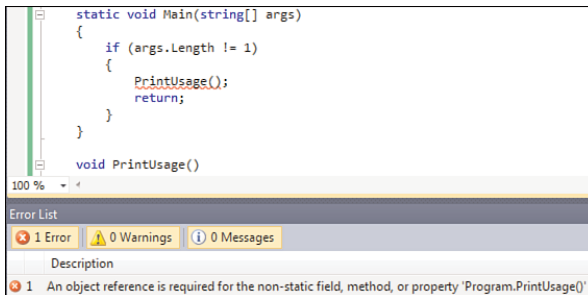 static void Main(string[] args)
{
if (args.Length != 1)
{
PrintUsage();
return;
}
}
void PrintUsage()
100 %
Error List
1 Error 0 Warnings 0 Messages
Description
1 An object reference is required for the non-static field, method, or property 'Program.PrintUsage()'